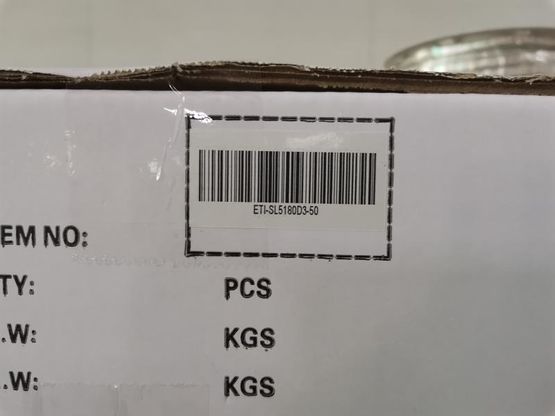 ETI-SL5180D3-50
EM NO:
TY: PCS
.W: KGS
.W: KGS